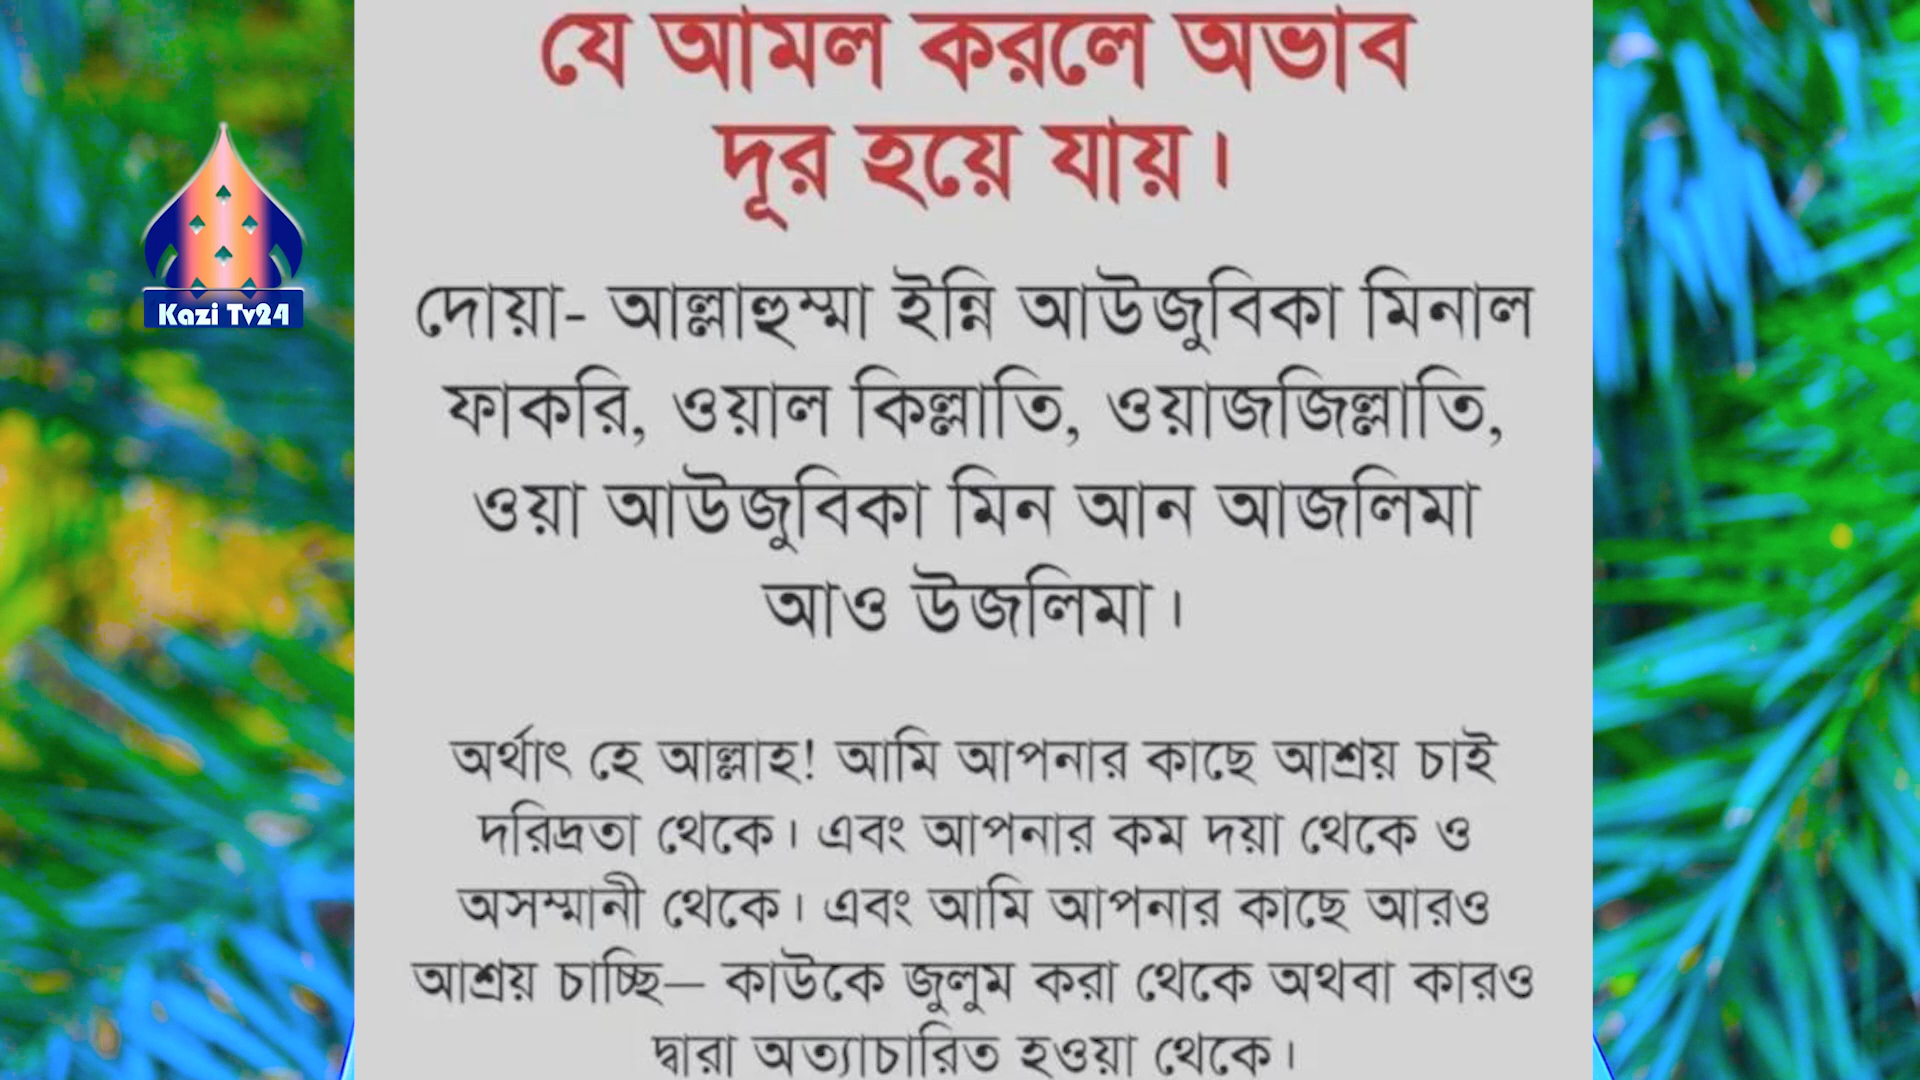 যে আমল করলে অভাব
দূর হয়ে যায়।
Kazi Tv24
দোয়া- আল্লাহুম্মা ইন্নি আউজুবিকা মিনাল
ফাকরি, ওয়াল কিল্লাতি, ওয়াজজিল্লাতি,
ওয়া আউজুবিকা মিন আন আজলিমা
আও উজলিমা।
অর্থাৎ হে আল্লাহ! আমি আপনার কাছে আশ্রয় চাই
দরিদ্রতা থেকে। এবং আপনার কম দয়া থেকে ও
অসম্মানী থেকে। এবং আমি আপনার কাছে আরও
আশ্রয় চাচ্ছি— কাউকে জুলুম করা থেকে অথবা কারও
দ্বারা অত্যাচারিত হওয়া থেকে।